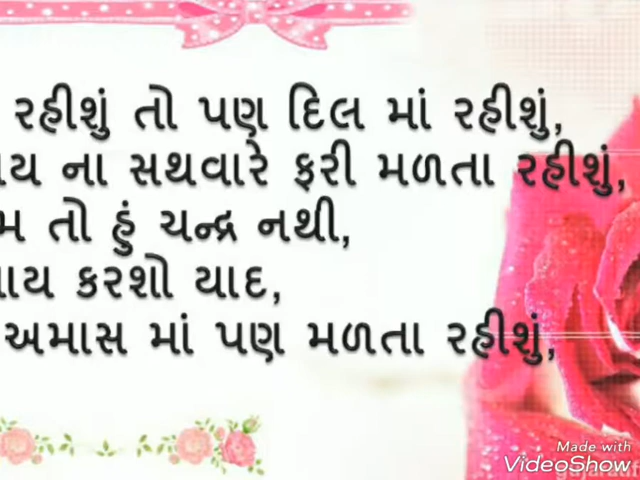 રહીશું તો પણ દિલ માં રહીશું,
ના સથવારે ફરી મળતા રહીશું,
તો હું ચન્દ્ર નથી,
કરશો યાદ,
અમાસ માં પણ મળતા રહીશું,
Made with
VideoShow